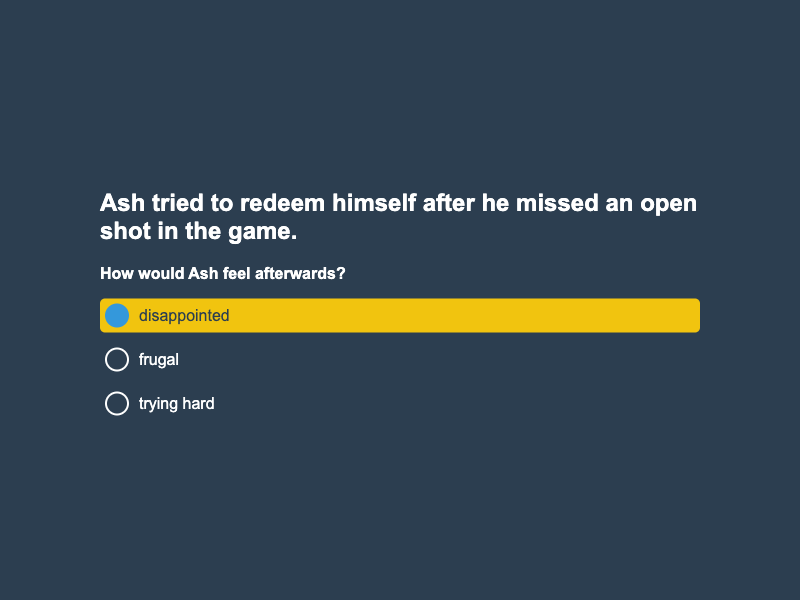 Ash tried to redeem himself after he missed an open
shot in the game.
How would Ash feel afterwards?
disappointed
frugal
trying hard